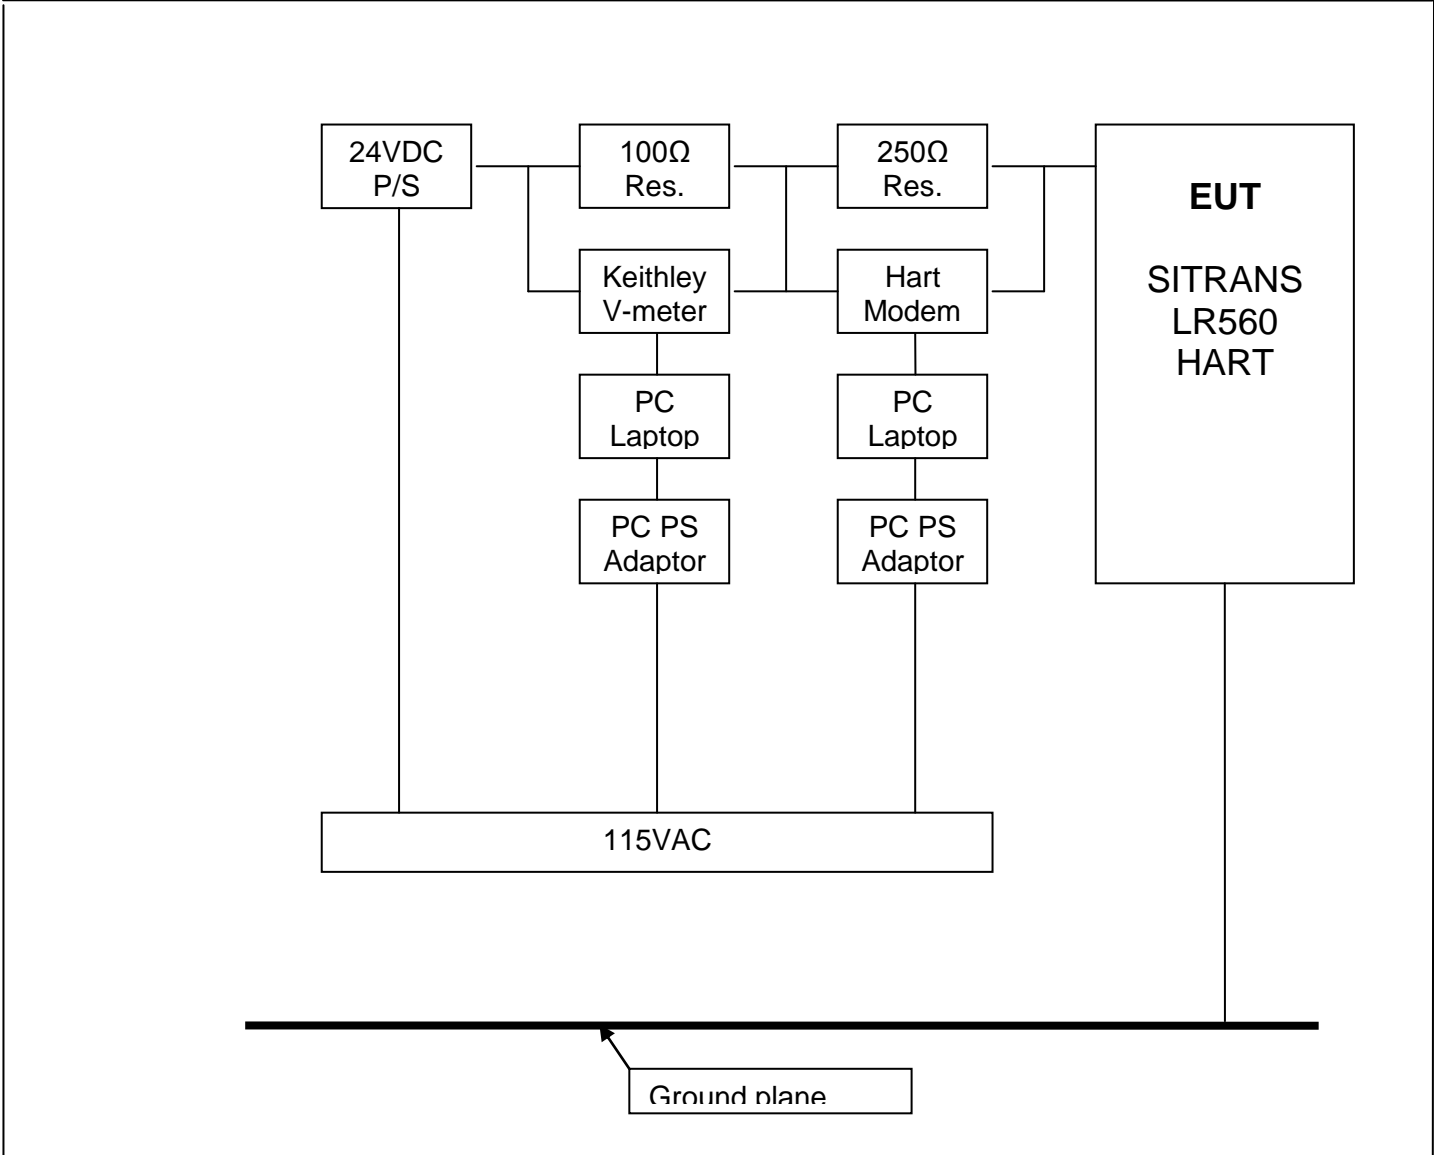 24VDC
P/S
100Ω
Res.
250Ω
Res.
EUT
SITRANS
LR560
HART
Keithley
V-meter
Hart
Modem
PC
Laptop
PC
Laptop
PC PS
Adaptor
PC PS
Adaptor
115VAC
Ground plane